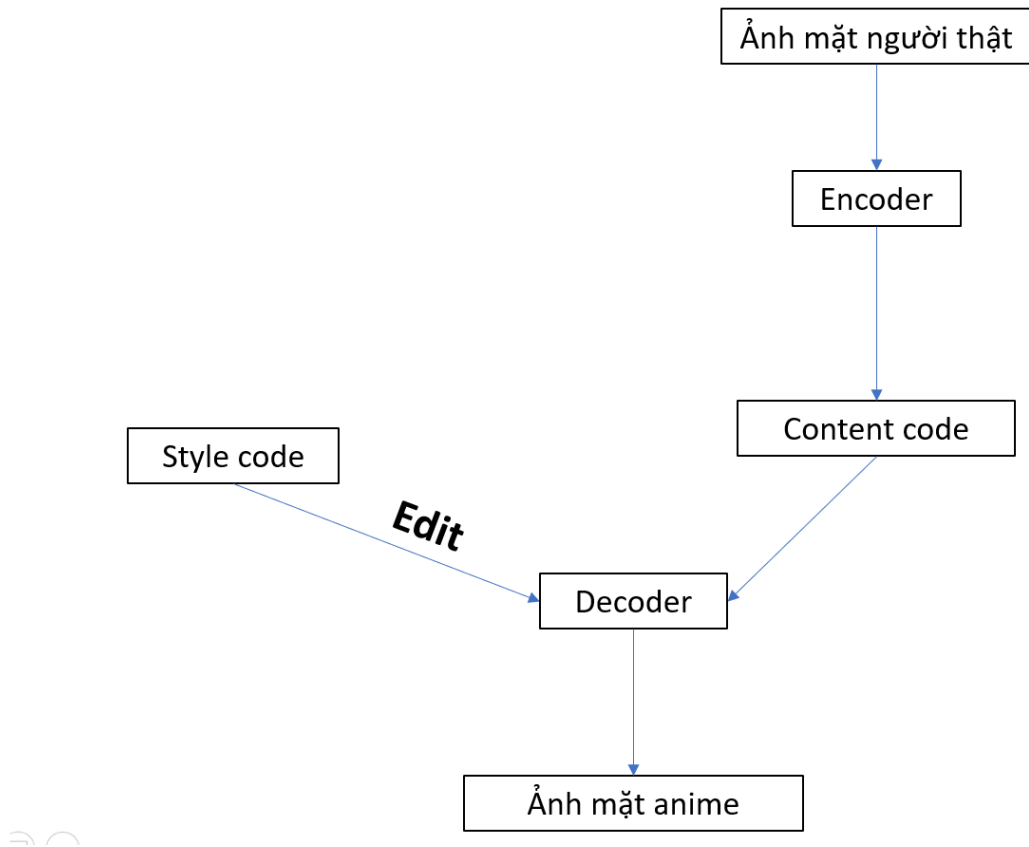 Ảnh mặt người thật
Encoder
Content code
Style code
Edit
Decoder
Ảnh mặt anime